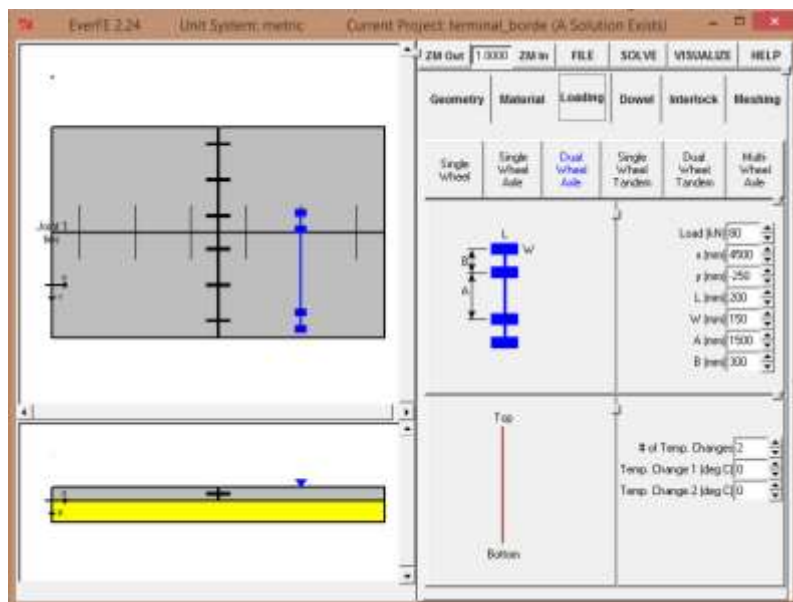 EverFE 2.24 Unit System: metric Current Project: terminal_borde (A Solution Exists)
ZM Out 1.0000 ZM In FILE SOLVE VISUALIZE HELP
Geometry Material Loading Dowel Interlock Meshing
Single Wheel
Single Wheel Axle
Dual Wheel Axle
Single Wheel Tandem
Dual Wheel Tandem
Multi-Wheel Axle
L
W
B
A
Load (kN) 80
x (mm) 4500
y (mm) -250
L (mm) 200
W (mm) 150
A (mm) 1500
B (mm) 300
Top
Bottom
# of Temp. Changes 2
Temp. Change 1 (deg C) 0
Temp. Change 2 (deg C) 0